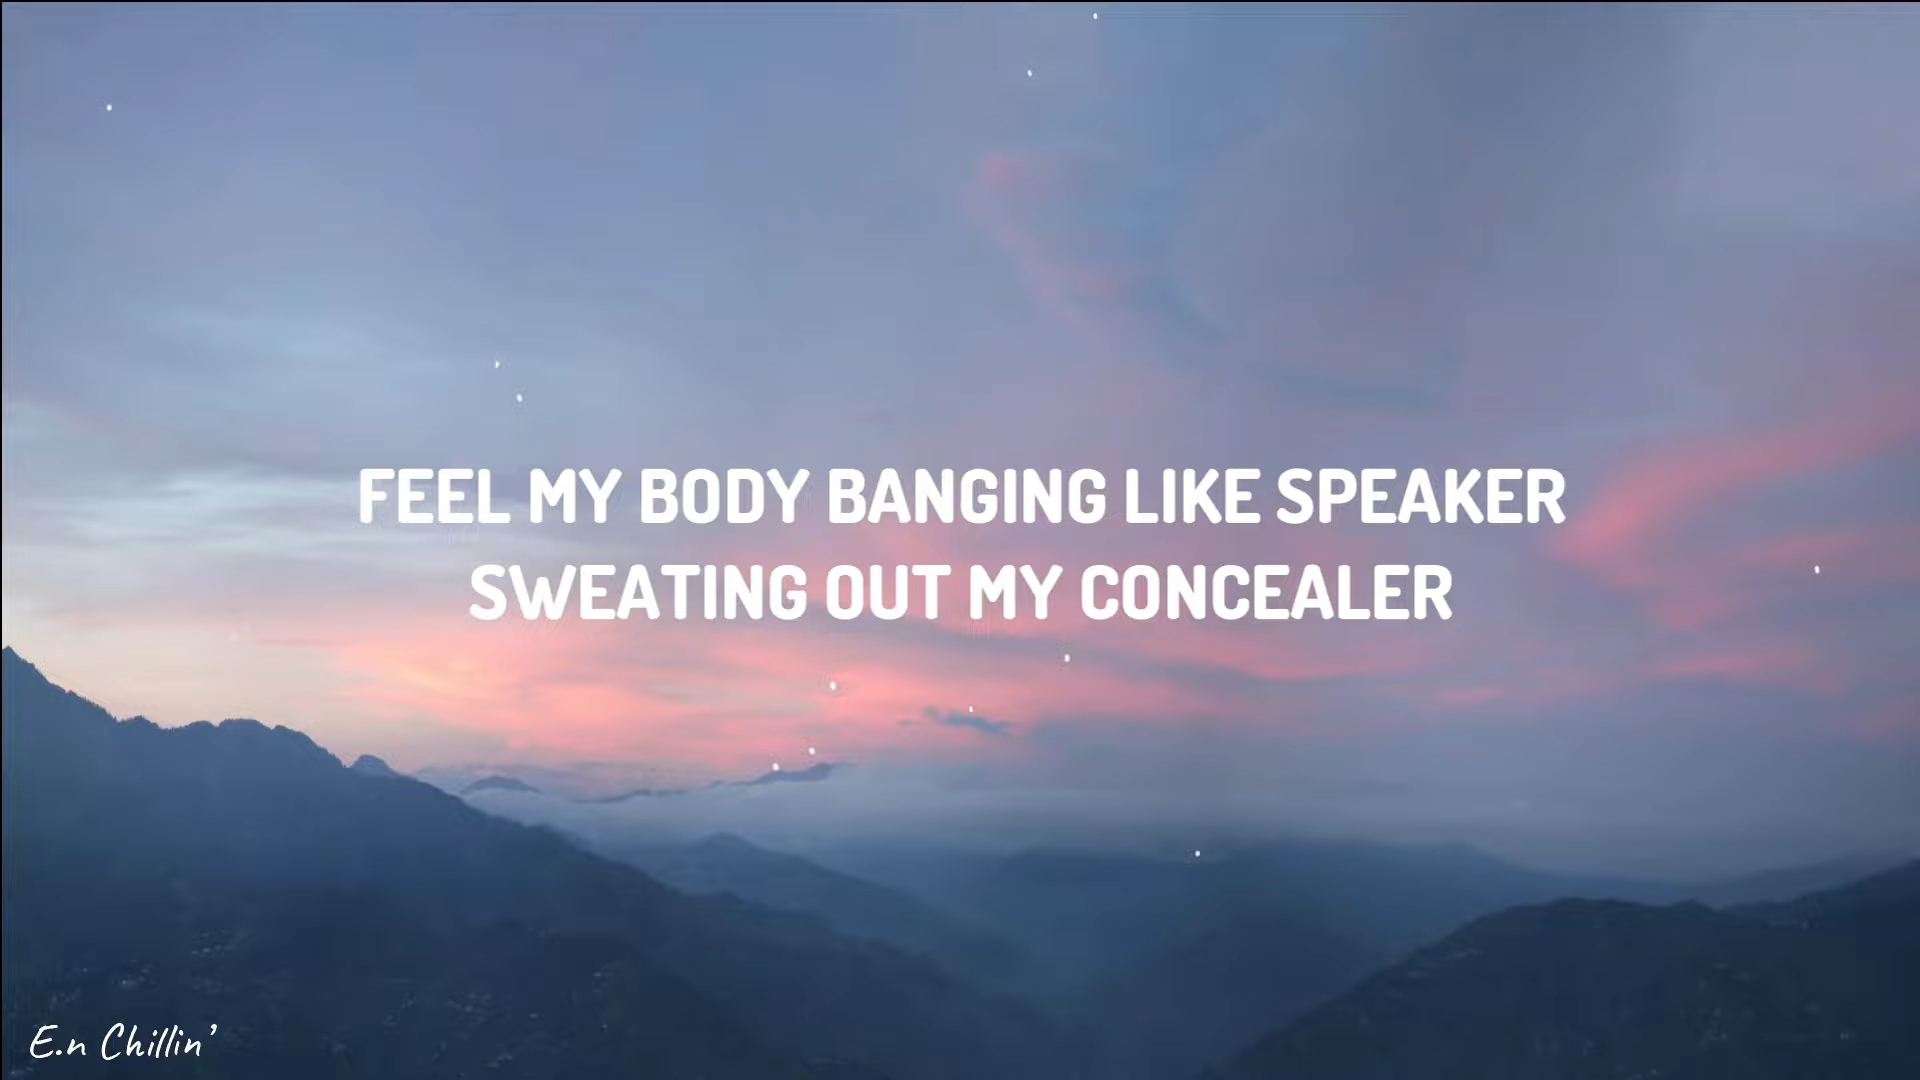 FEEL MY BODY BANGING LIKE SPEAKER
SWEATING OUT MY CONCEALER
E.n Chillin'